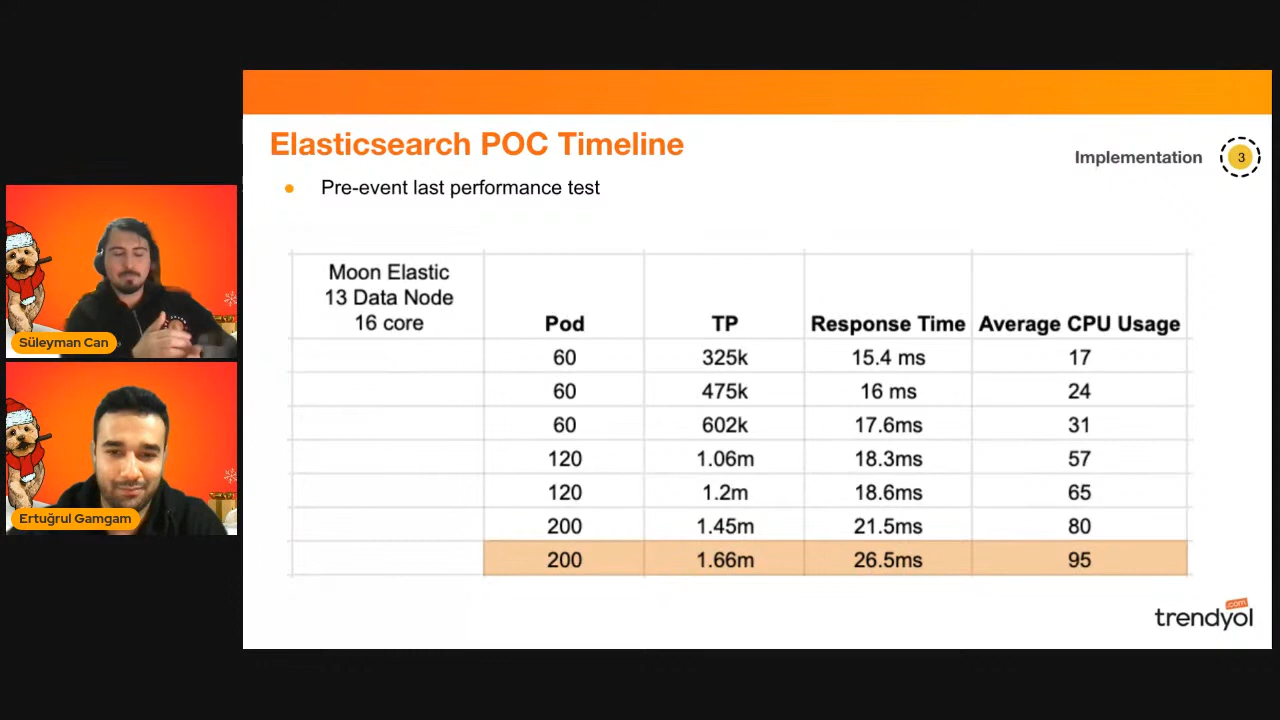 Elasticsearch POC Timeline
Implementation 3
● Pre-event last performance test
Moon Elastic
13 Data Node
16 core Pod TP Response Time Average CPU Usage
60 325k 15.4 ms 17
60 475k 16 ms 24
60 602k 17.6ms 31
120 1.06m 18.3ms 57
120 1.2m 18.6ms 65
200 1.45m 21.5ms 80
200 1.66m 26.5ms 95
Süleyman Can
Ertuğrul Gamgam
trendyol .com